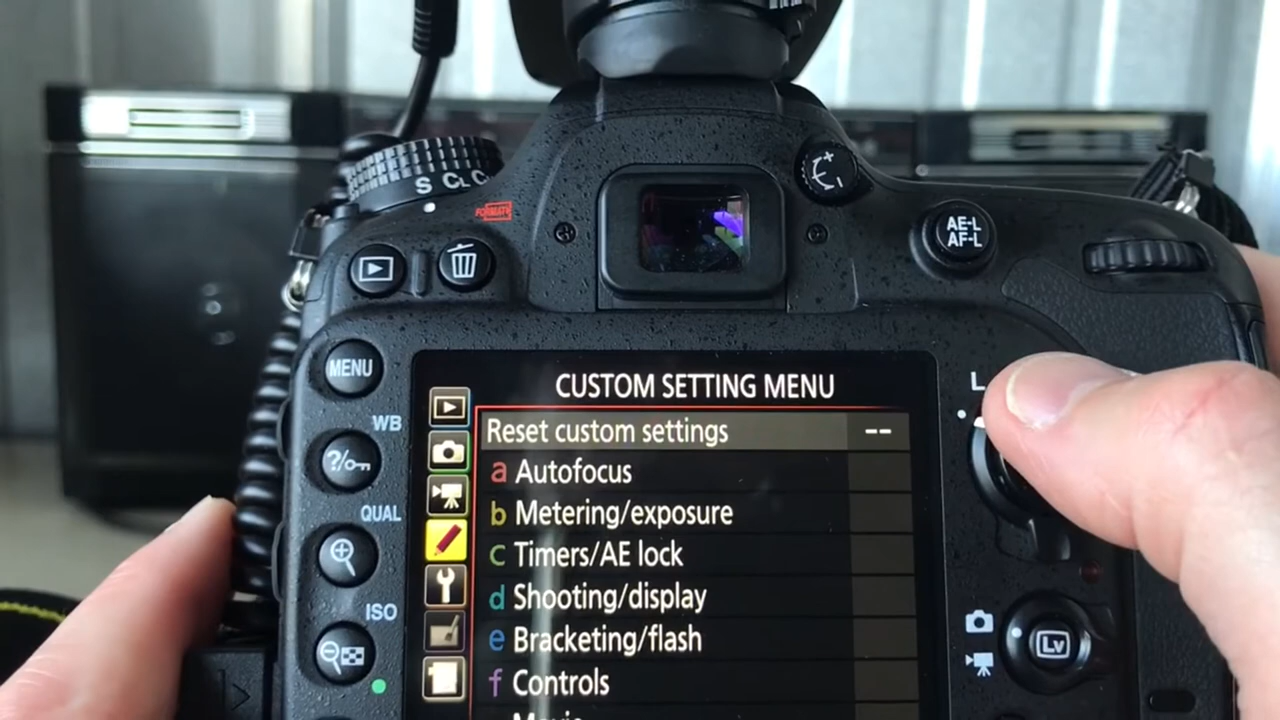 S CL C
FORMAT
AE-L
AF-L
MENU
WB
?/
QUAL
ISO
CUSTOM SETTING MENU
Reset custom settings --
a Autofocus
b Metering/exposure
c Timers/AE lock
d Shooting/display
e Bracketing/flash
f Controls
Movie
L
Lv